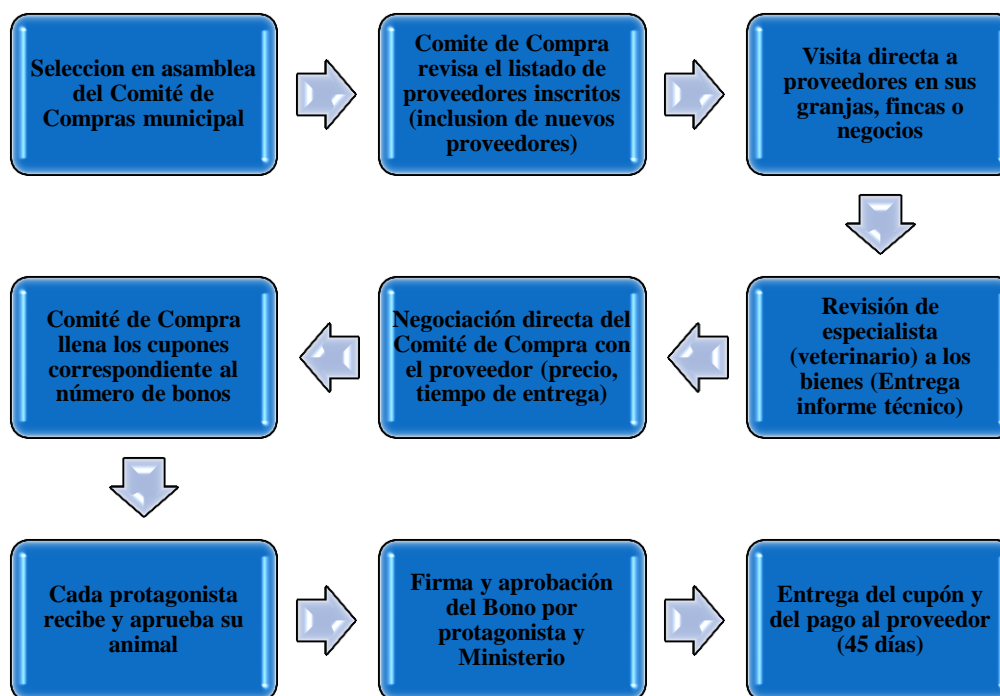 Seleccion en asamblea
del Comité de
Compras municipal
Comite de Compra
revisa el listado de
proveedores inscritos
(inclusion de nuevos
proveedores)
Visita directa a
proveedores en sus
granjas, fincas o
negocios
Revisión de
especialista
(veterinario) a los
bienes (Entrega
informe técnico)
Negociación directa del
Comité de Compra con
el proveedor (precio,
tiempo de entrega)
Comité de Compra
llena los cupones
correspondiente al
número de bonos
Cada protagonista
recibe y aprueba su
animal
Firma y aprobación
del Bono por
protagonista y
Ministerio
Entrega del cupón y
del pago al proveedor
(45 días)